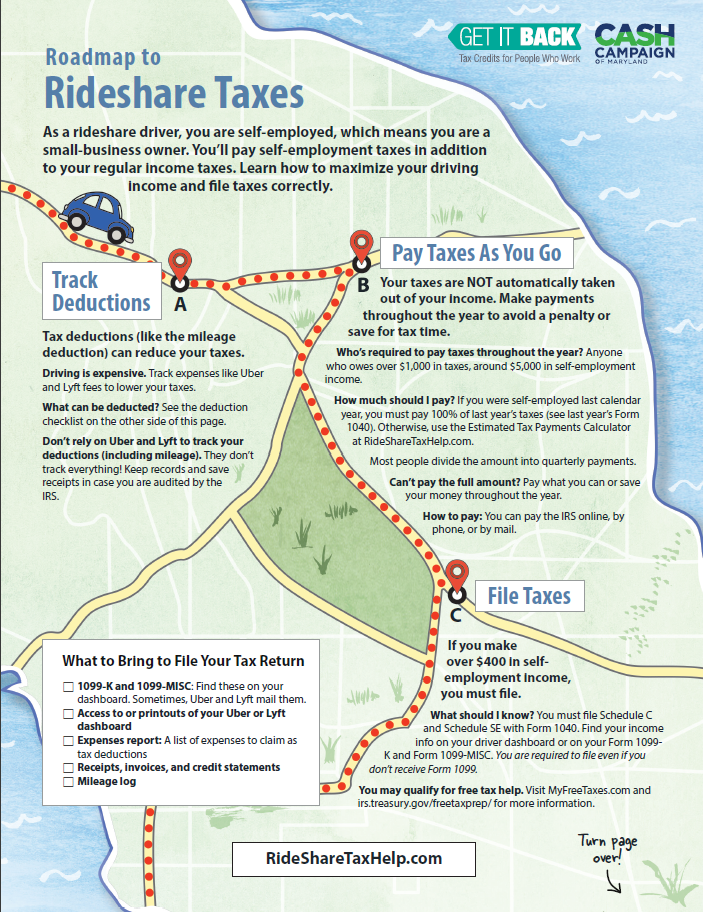 GET IT BACK
Tax Credits for People Who Work
CASH
CAMPAIGN
OF MARYLAND
Roadmap to
Rideshare Taxes
As a rideshare driver, you are self-employed, which means you are a
small-business owner. You'll pay self-employment taxes in addition
to your regular income taxes. Learn how to maximize your driving
income and file taxes correctly.
Track
Deductions
A
Tax deductions (like the mileage
deduction) can reduce your taxes.
Driving is expensive. Track expenses like Uber
and Lyft fees to lower your taxes.
What can be deducted? See the deduction
checklist on the other side of this page.
Don't rely on Uber and Lyft to track your
deductions (including mileage). They don't
track everything! Keep records and save
receipts in case you are audited by the
IRS.
B
Pay Taxes As You Go
Your taxes are NOT automatically taken
out of your income. Make payments
throughout the year to avoid a penalty or
save for tax time.
Who's required to pay taxes throughout the year? Anyone
who owes over $1,000 in taxes, around $5,000 in self-employment
income.
How much should I pay? If you were self-employed last calendar
year, you must pay 100% of last year's taxes (see last year's Form
1040). Otherwise, use the Estimated Tax Payments Calculator
at RideShareTaxHelp.com.
Most people divide the amount into quarterly payments.
Can't pay the full amount? Pay what you can or save
your money throughout the year.
How to pay: You can pay the IRS online, by
phone, or by mail.
C
File Taxes
If you make
over $400 in self-
employment income,
you must file.
What should I know? You must file Schedule C
and Schedule SE with Form 1040. Find your income
info on your driver dashboard or on your Form 1099-
K and Form 1099-MISC. You are required to file even if you
don't receive Form 1099.
You may qualify for free tax help. Visit MyFreeTaxes.com and
irs.treasury.gov/freetaxprep/ for more information.
What to Bring to File Your Tax Return
1099-K and 1099-MISC: Find these on your
dashboard. Sometimes, Uber and Lyft mail them.
Access to or printouts of your Uber or Lyft
dashboard
Expenses report: A list of expenses to claim as
tax deductions
Receipts, invoices, and credit statements
Mileage log
RideShareTaxHelp.com
Turn page
over!